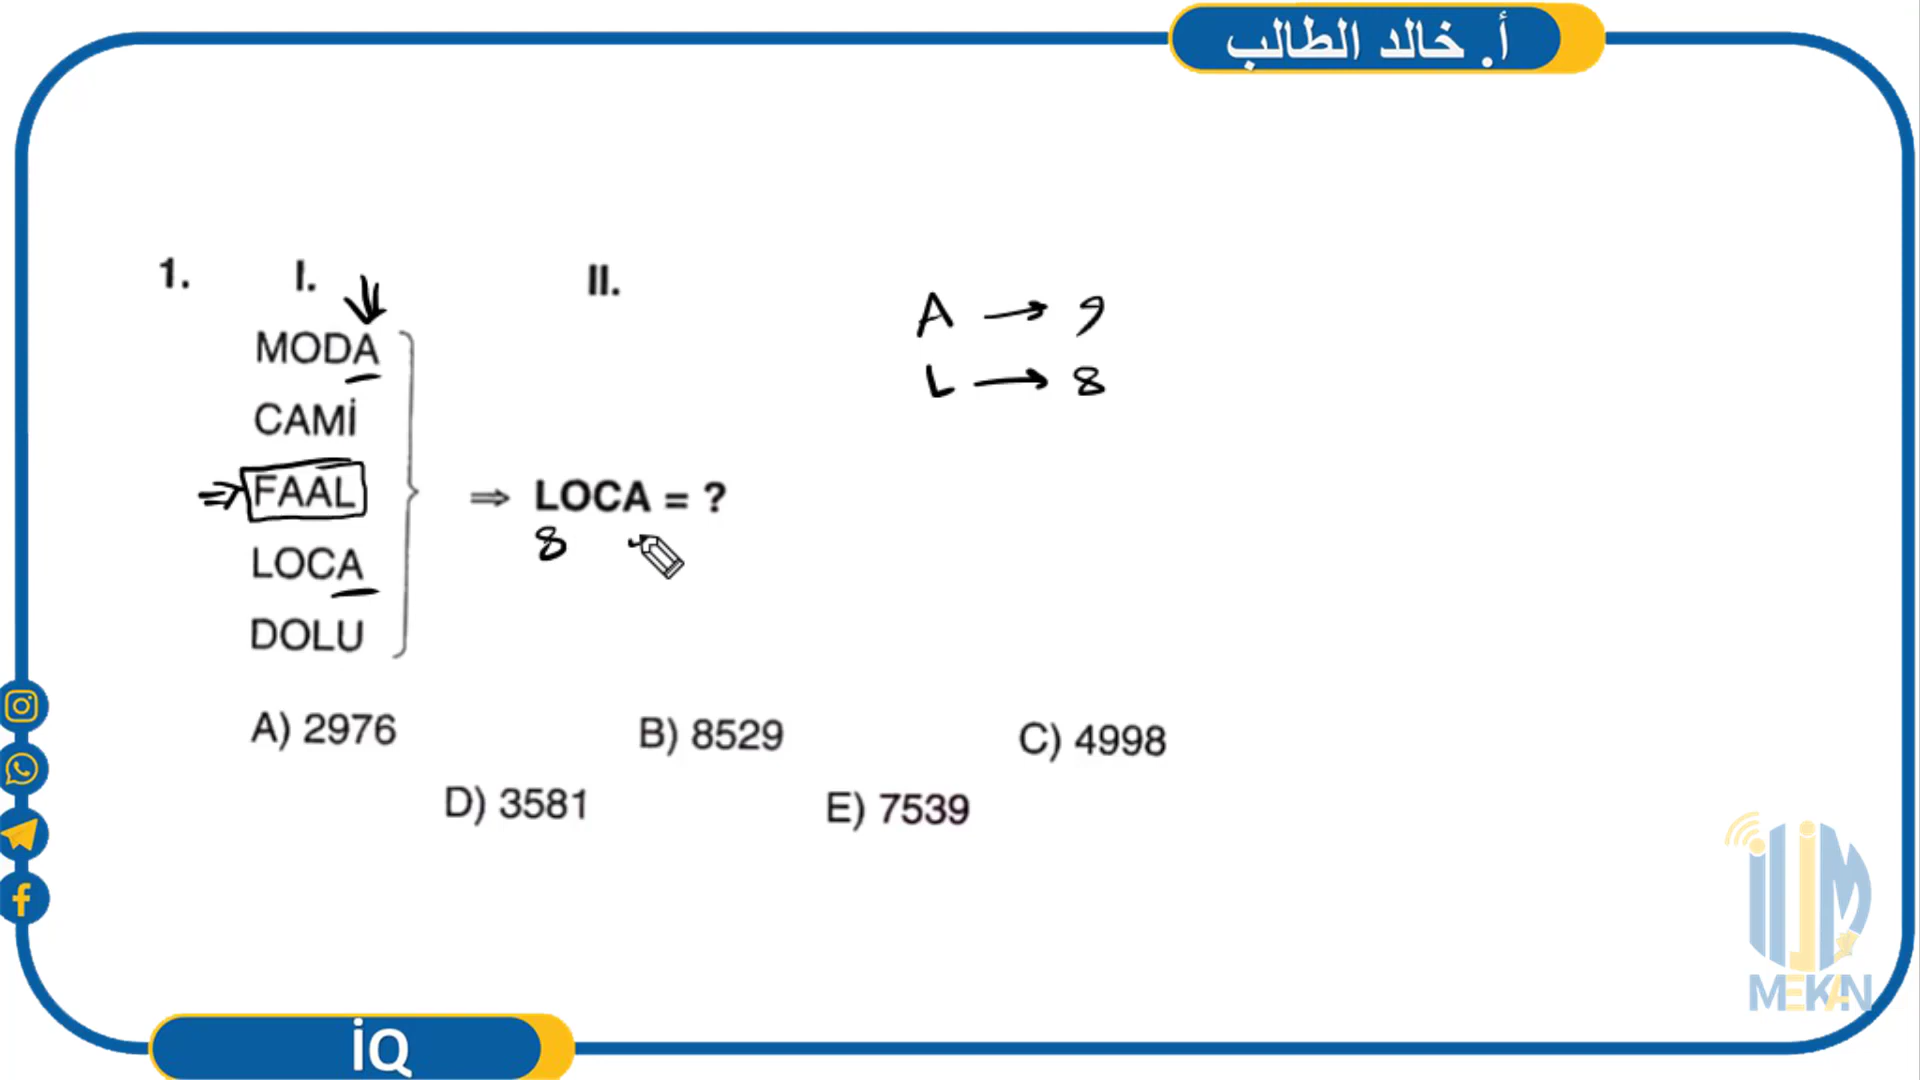 أ. خالد الطالب
1. I. II.
MODA
CAMİ
FAAL
LOCA
DOLU
⇒ LOCA = ?
8
A → 9
L → 8
A) 2976
B) 8529
C) 4998
D) 3581
E) 7539
MEKAN
İQ